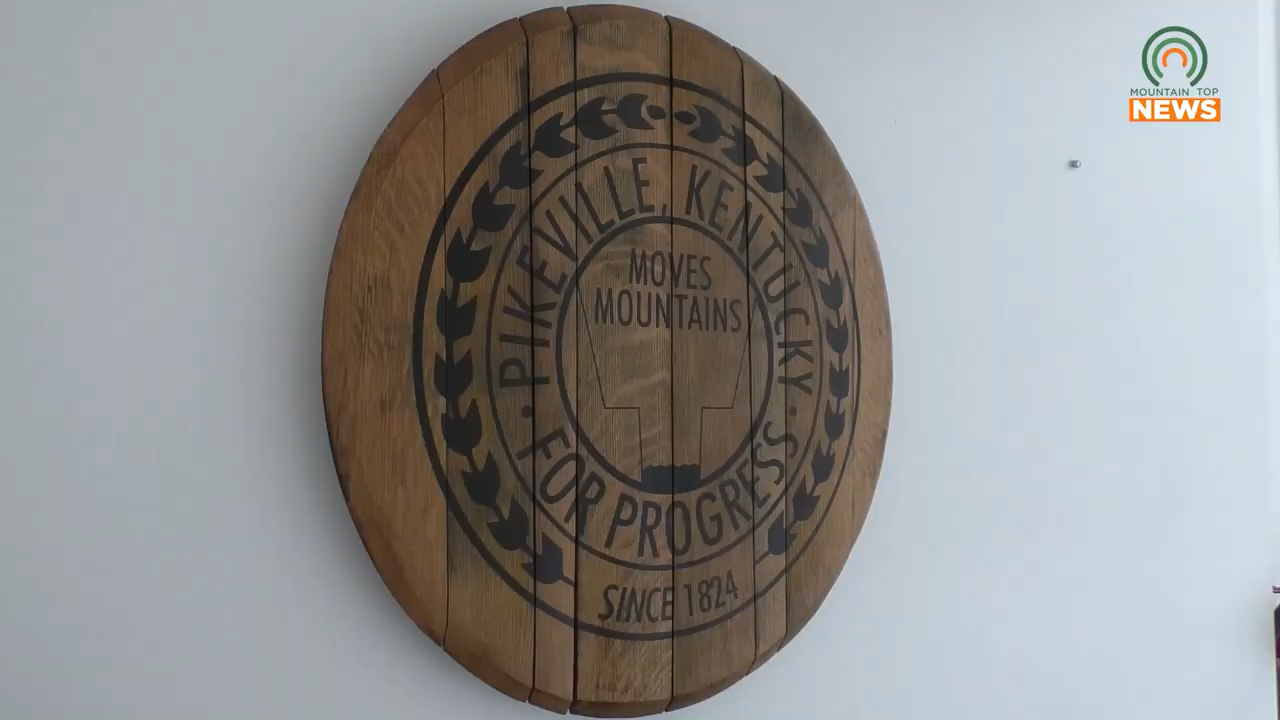 MOUNTAIN TOP
NEWS
PIKEVILLE, KENTUCKY
MOVES
MOUNTAINS
FOR PROGRESS
SINCE 1824